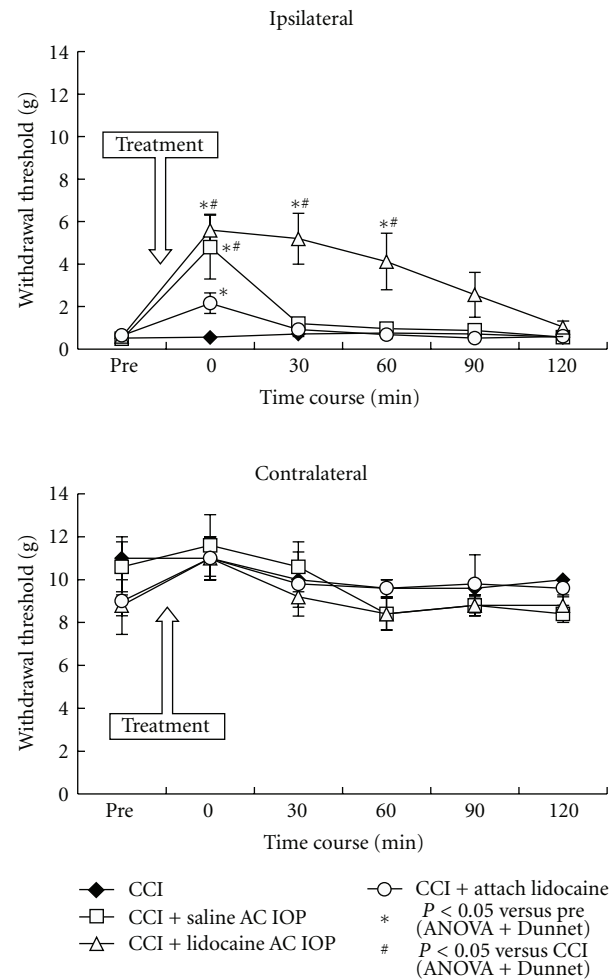 Ipsilateral
14
12
10
8
6
4
2
0
Withdrawal threshold (g)
Treatment
*#
*#
*#
*#
*
Pre 0 30 60 90 120
Time course (min)
Contralateral
14
12
10
8
6
4
2
0
Withdrawal threshold (g)
Treatment
Pre 0 30 60 90 120
Time course (min)
CCI
CCI + saline AC IOP
CCI + lidocaine AC IOP
CCI + attach lidocaine
* P < 0.05 versus pre
(ANOVA + Dunnet)
# P < 0.05 versus CCI
(ANOVA + Dunnet)